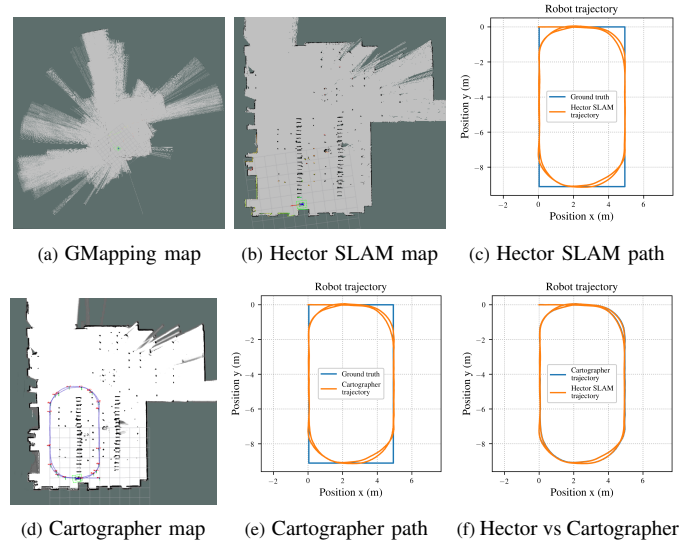 Robot trajectory
0
−2
−4
−6
−8
Position y (m)
Ground truth
Hector SLAM
trajectory
−2 0 2 4 6
Position x (m)
(a) GMapping map
(b) Hector SLAM map
(c) Hector SLAM path
Robot trajectory
0
−2
−4
−6
−8
Position y (m)
Ground truth
Cartographer
trajectory
−2 0 2 4 6
Position x (m)
Robot trajectory
0
−2
−4
−6
−8
Position y (m)
Cartographer
trajectory
Hector SLAM
trajectory
−2 0 2 4 6
Position x (m)
(d) Cartographer map
(e) Cartographer path
(f) Hector vs Cartographer